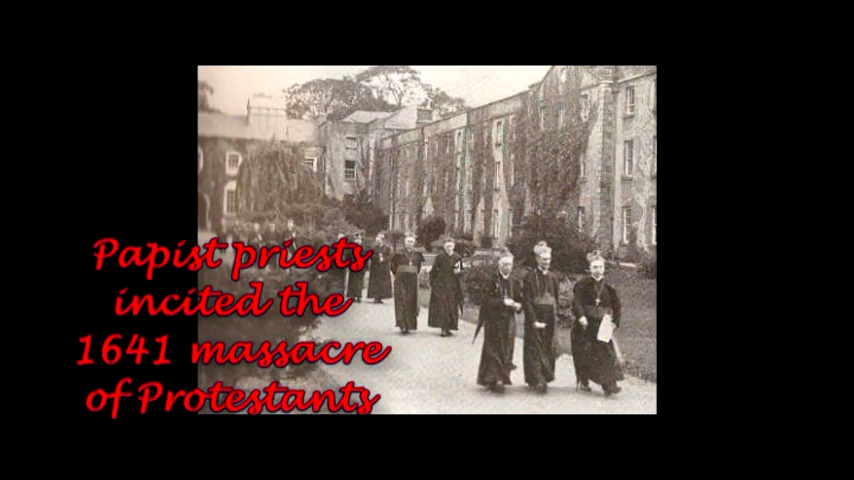 Papist priests
incited the
1641 massacre
of Protestants